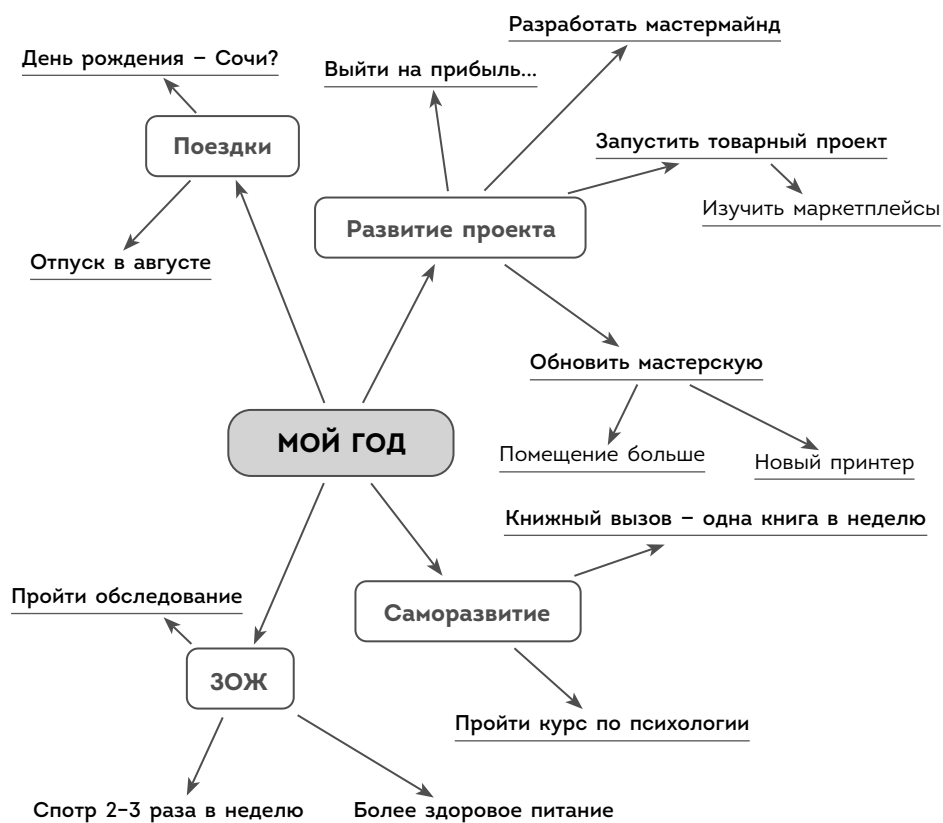 Разработать мастермайнд
День рождения – Сочи?
Выйти на прибыль...
Поездки
Запустить товарный проект
Изучить маркетплейсы
Развитие проекта
Отпуск в августе
Обновить мастерскую
МОЙ ГОД
Помещение больше
Новый принтер
Книжный вызов – одна книга в неделю
Пройти обследование
Саморазвитие
ЗОЖ
Пройти курс по психологии
Спотр 2–3 раза в неделю
Более здоровое питание